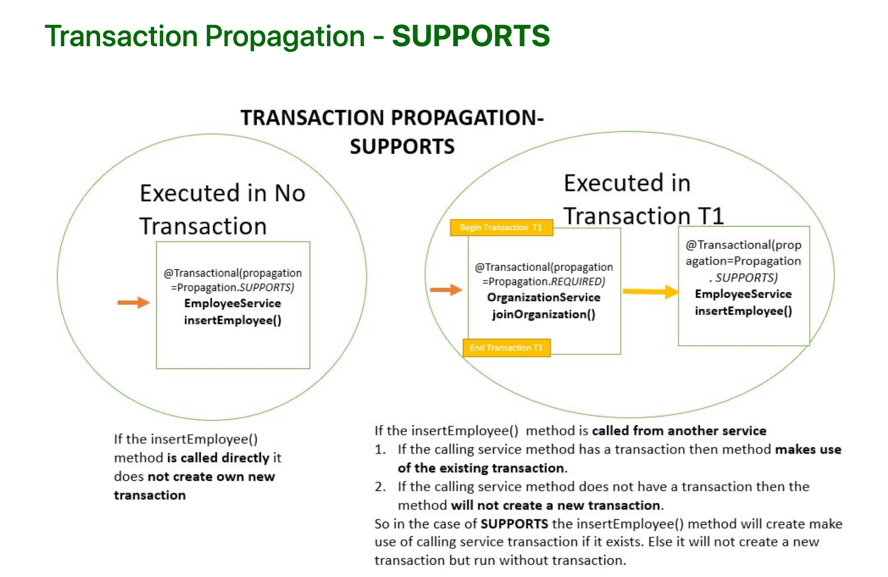 Transaction Propagation - SUPPORTS
TRANSACTION PROPAGATION-
SUPPORTS
Executed in No
Transaction
@Transactional(propagation
=Propagation.SUPPORTS)
EmployeeService
insertEmployee()
If the insertEmployee()
method is called directly it
does not create own new
transaction
Executed in
Transaction T1
Begin Transaction T1
@Transactional(propagation
=Propagation.REQUIRED)
OrganizationService
joinOrganization()
End Transaction T1
@Transactional(prop
agation=Propagation
. SUPPORTS)
EmployeeService
insertEmployee()
If the insertEmployee() method is called from another service
1. If the calling service method has a transaction then method makes use
of the existing transaction.
2. If the calling service method does not have a transaction then the
method will not create a new transaction.
So in the case of SUPPORTS the insertEmployee() method will create make
use of calling service transaction if it exists. Else it will not create a new
transaction but run without transaction.